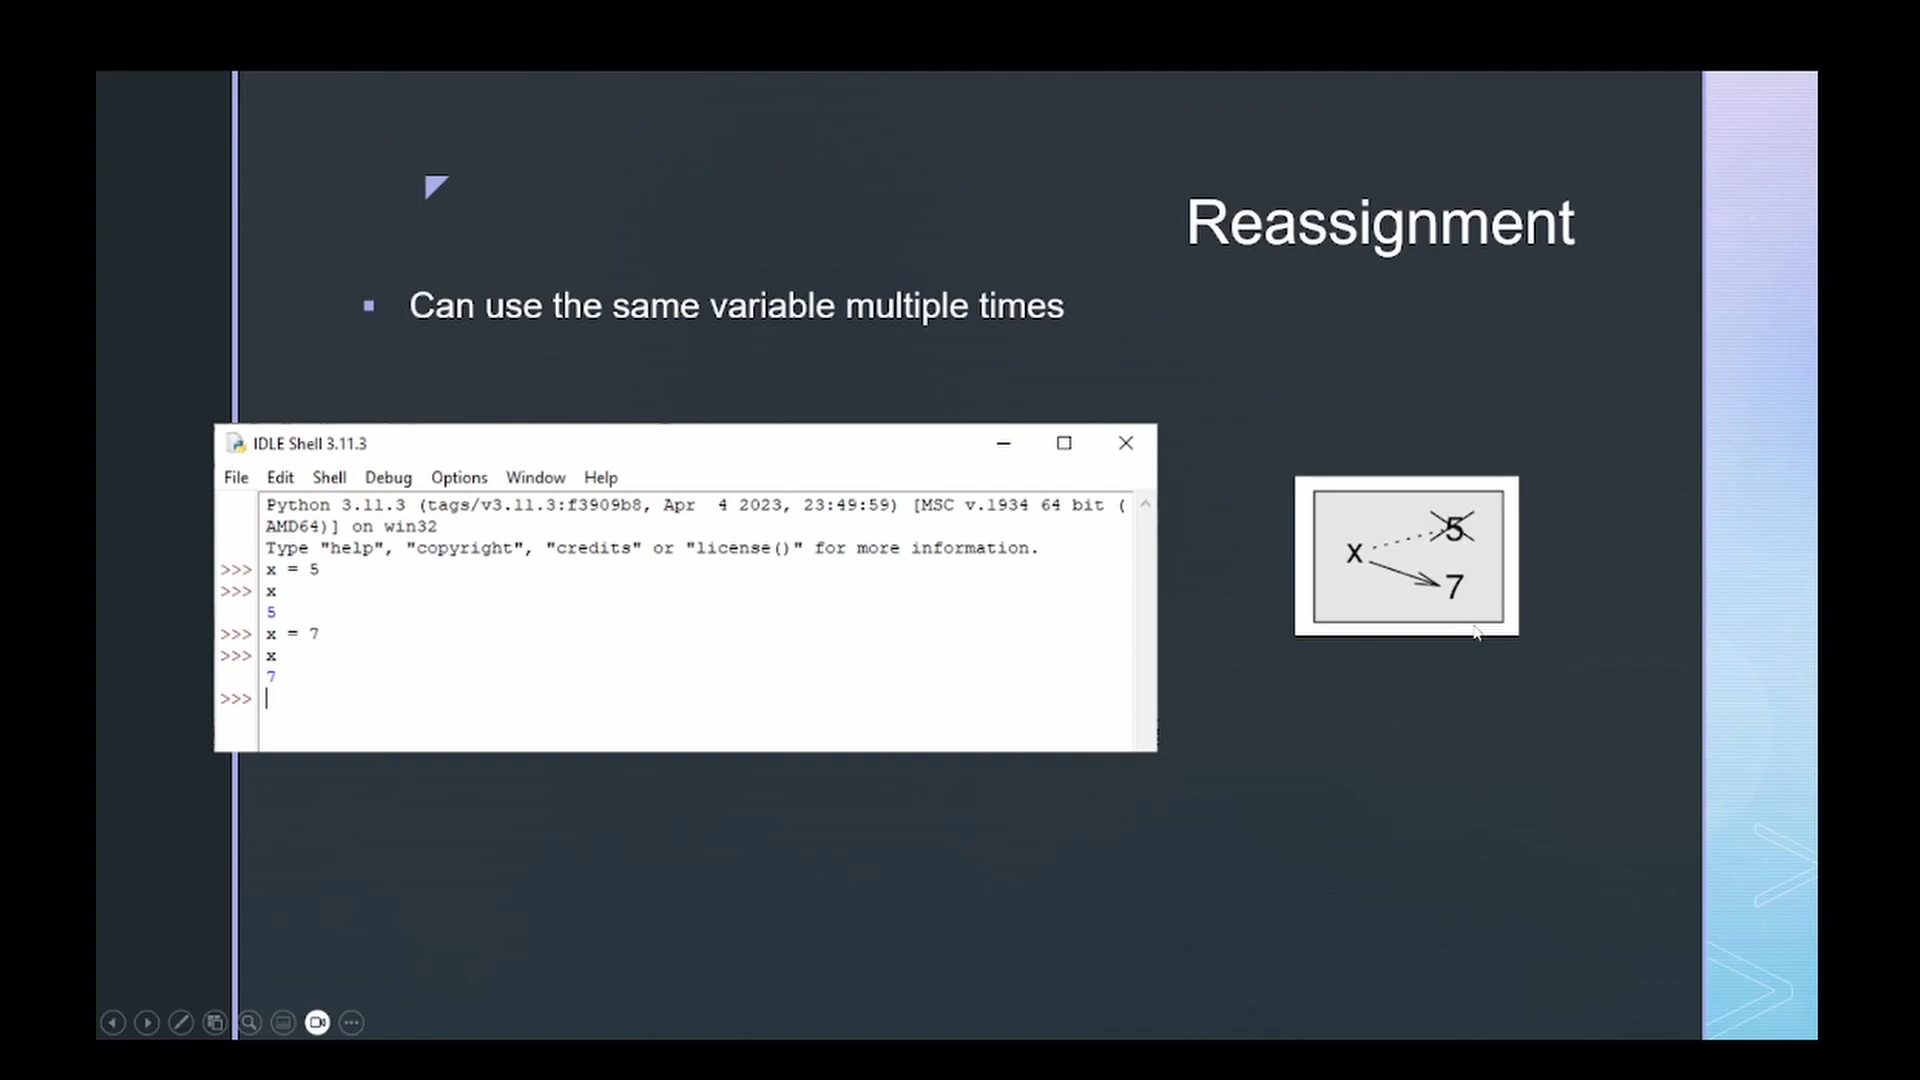 Reassignment
▪ Can use the same variable multiple times
IDLE Shell 3.11.3
File Edit Shell Debug Options Window Help
Python 3.11.3 (tags/v3.11.3:f3909b8, Apr  4 2023, 23:49:59) [MSC v.1934 64 bit (
AMD64)] on win32
Type "help", "copyright", "credits" or "license()" for more information.
>>> x = 5
>>> x
5
>>> x = 7
>>> x
7
>>>
5
x
7